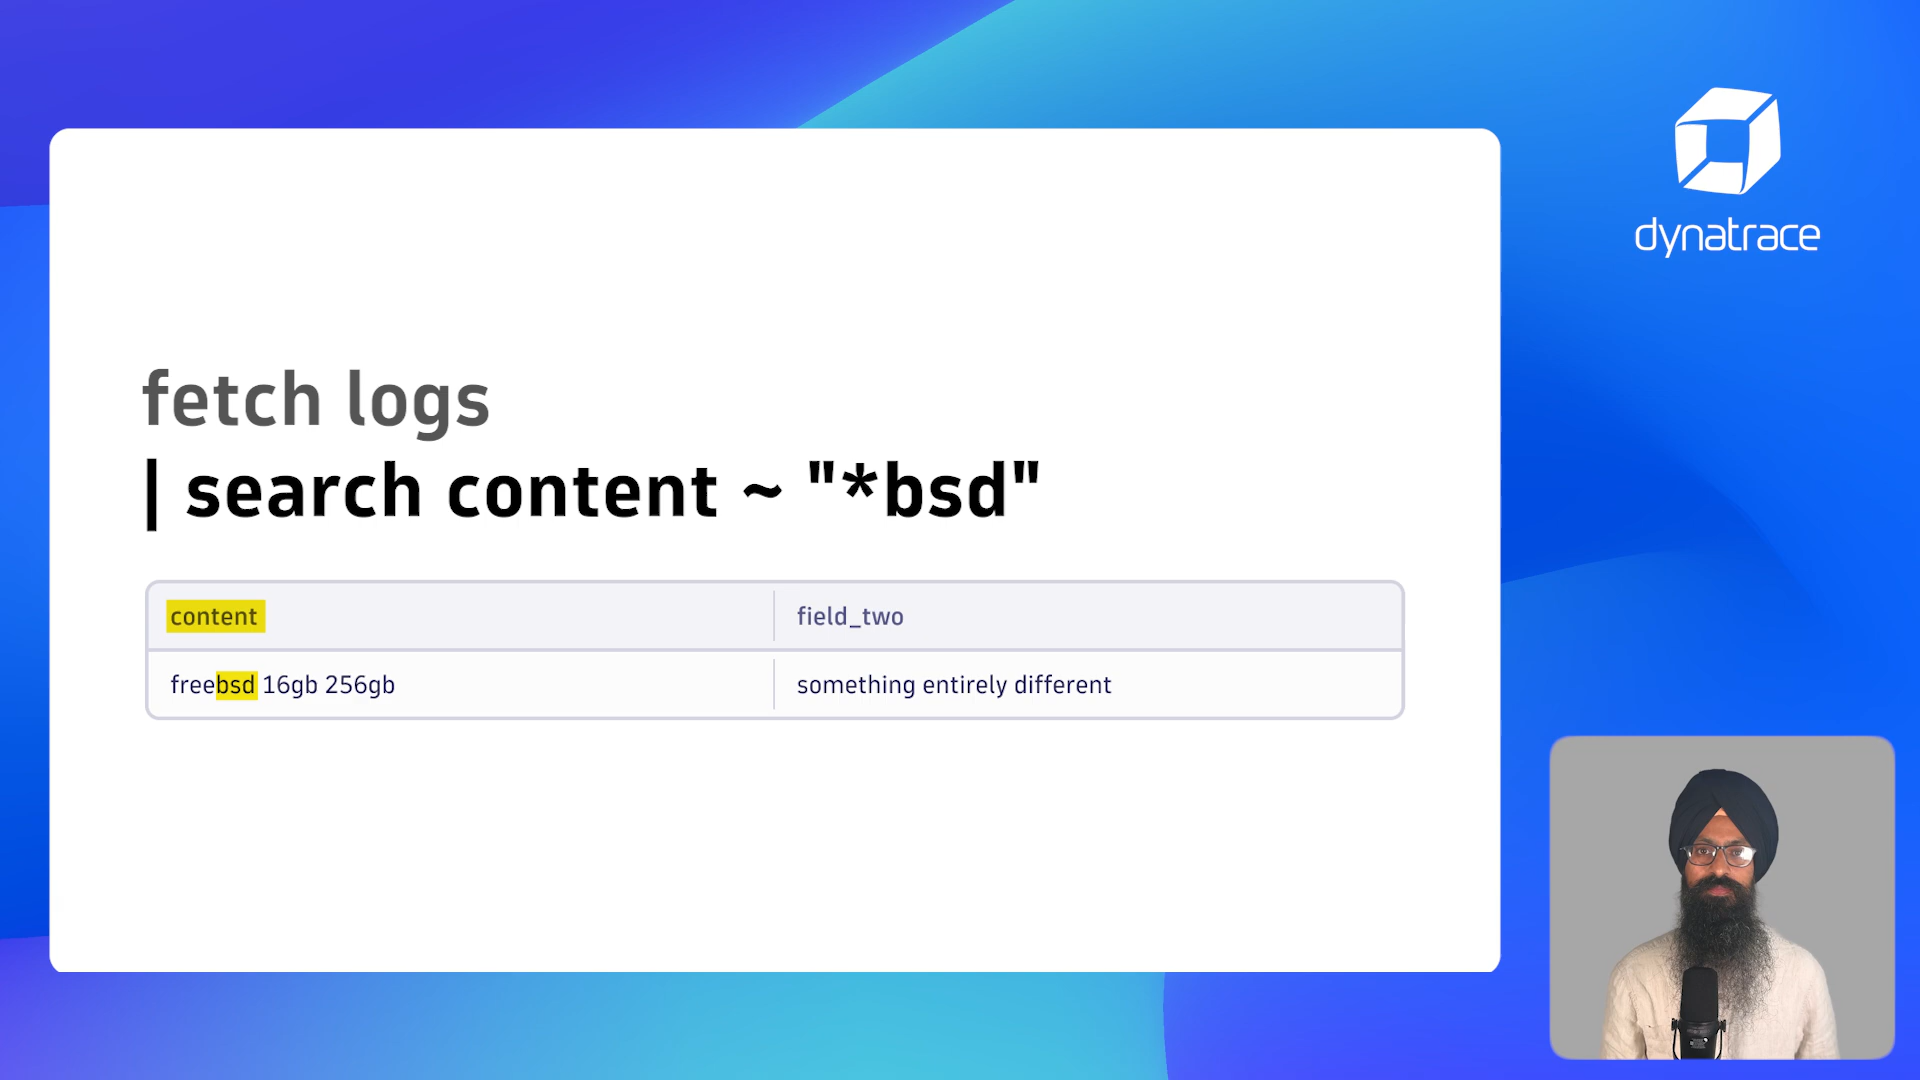 dynatrace
fetch logs
| search content ~ "*bsd"
content field_two
freebsd 16gb 256gb something entirely different